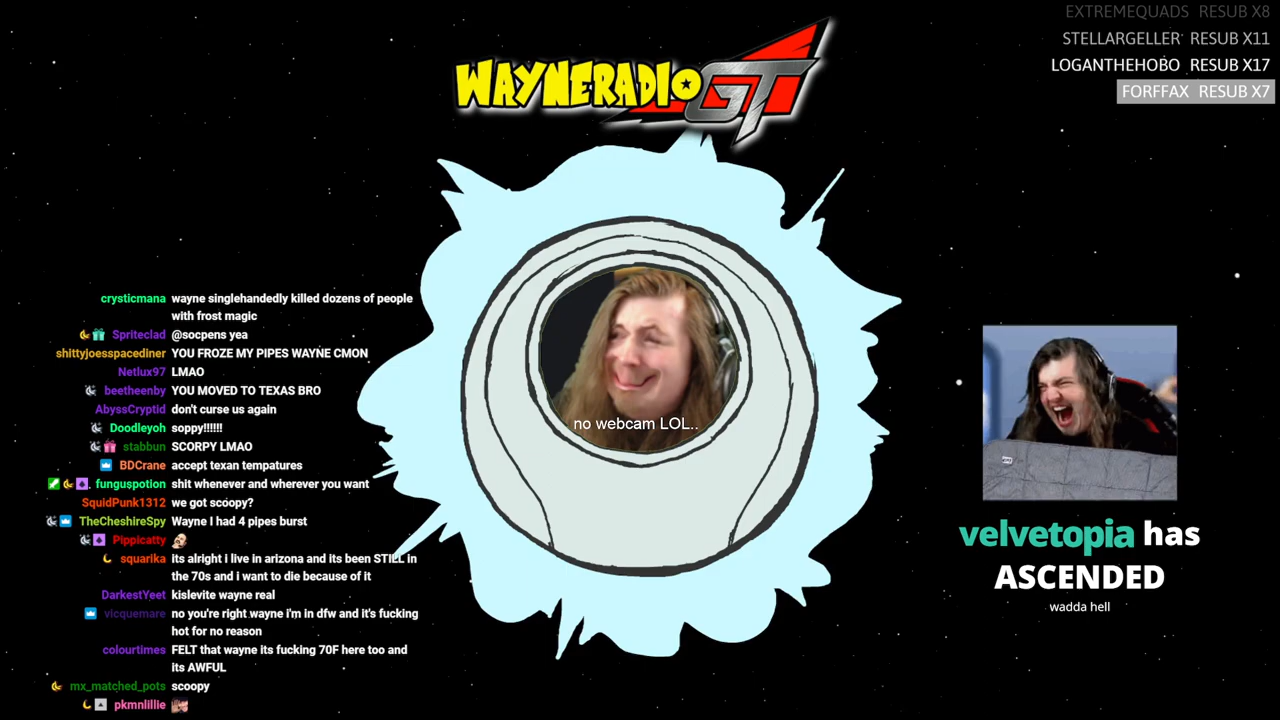 EXTREMEQUADS RESUB X8
STELLARGELLER RESUB X11
LOGANTHEHOBO RESUB X17
FORFFAX RESUB X7
WAYNERADIO GT
crysticmana wayne singlehandedly killed dozens of people
with frost magic
Spriteclad @socpens yea
shittyjoesspacediner YOU FROZE MY PIPES WAYNE CMON
Netlux97 LMAO
beetheenby YOU MOVED TO TEXAS BRO
AbyssCryptid don't curse us again
Doodleyoh soppy!!!!!!
stabbun SCORPY LMAO
BDCrane accept texan tempatures
funguspotion shit whenever and wherever you want
SquidPunk1312 we got scoopy?
TheCheshireSpy Wayne I had 4 pipes burst
Pippicatty
squarika its alright i live in arizona and its been STILL in
the 70s and i want to die because of it
DarkestYeet kislevite wayne real
vicquemare no you're right wayne i'm in dfw and it's fucking
hot for no reason
colourtimes FELT that wayne its fucking 70F here too and
its AWFUL
mx_matched_pots scoopy
pkmnlillie
no webcam LOL..
velvetopia has
ASCENDED
wadda hell